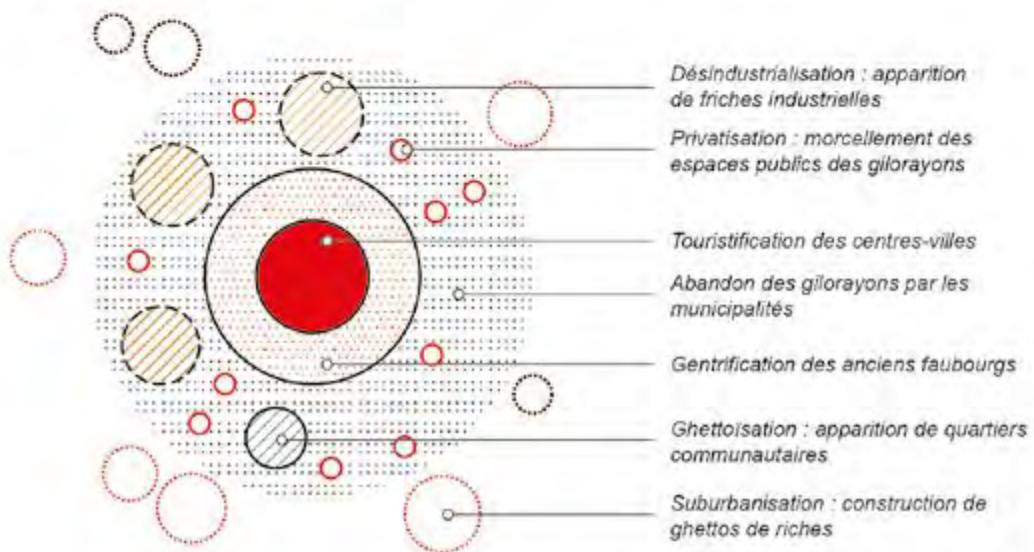 Désindustrialisation : apparition
de friches industrielles
Privatisation : morcellement des
espaces publics des gilorayons
Touristification des centres-villes
Abandon des gilorayons par les
municipalités
Gentrification des anciens faubourgs
Ghettoisation : apparition de quartiers
communautaires
Suburbanisation : construction de
ghettos de riches